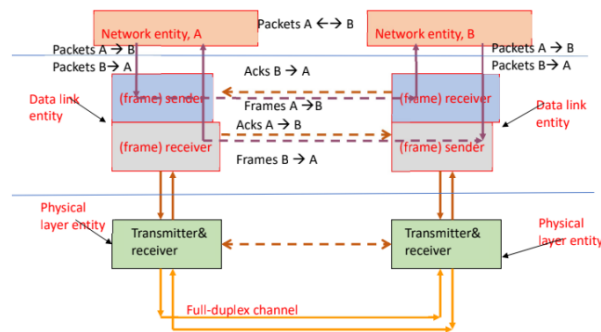 Network entity, A
Packets A ←→ B
Network entity, B
Packets A → B
Packets B→ A
Packets A → B
Packets B→ A
Acks B → A
(frame) sender
(frame) receiver
Frames A →B
Data link
entity
Data link
entity
Acks A → B
(frame) receiver
(frame) sender
Frames B → A
Physical
layer entity
Transmitter&
receiver
Transmitter&
receiver
Physical
layer entity
Full-duplex channel